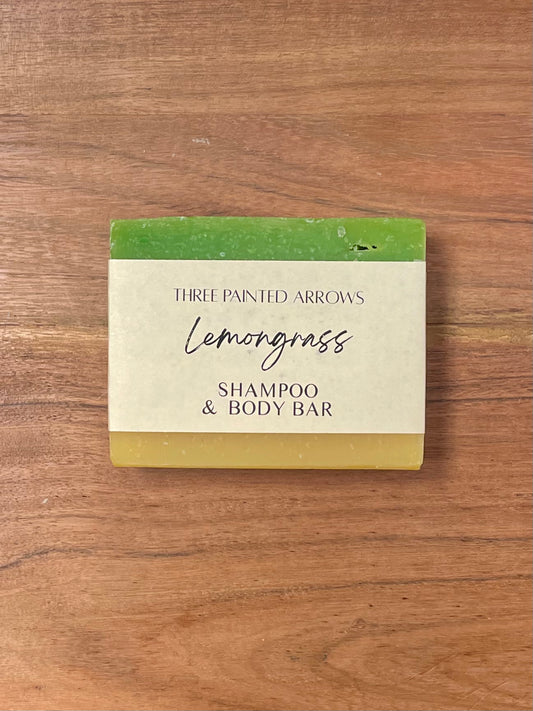 THREE PAINTED ARROWS
Lemongrass
SHAMPOO
& BODY BAR